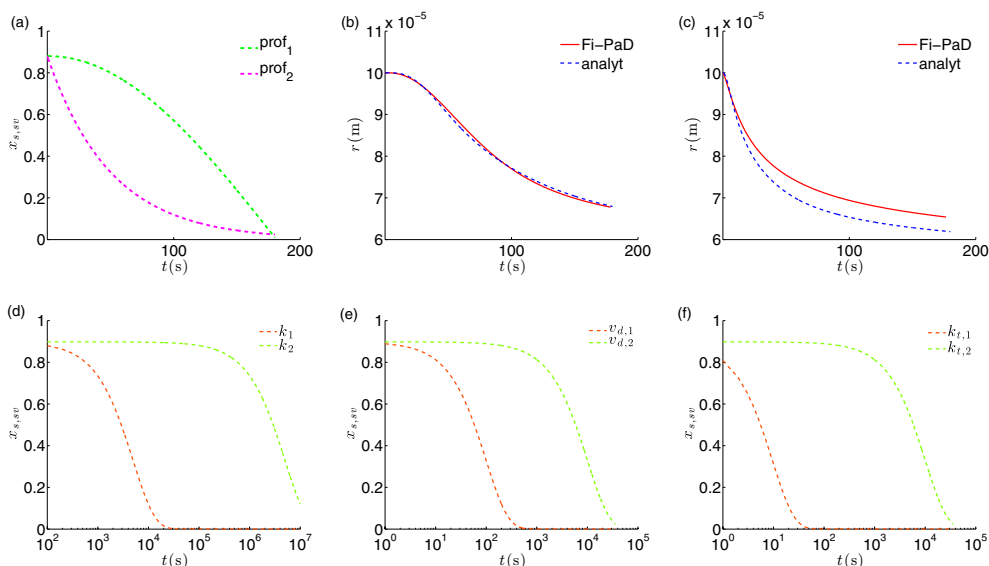 (a)
1
0.8
0.6
0.4
0.2
0
100
200
x_{s,sv}
t(s)
prof_1
prof_2
(b)
11 × 10^{-5}
10
9
8
7
6
100
200
r(m)
t(s)
Fi−PaD
analyt
(c)
11 × 10^{-5}
10
9
8
7
6
100
200
r(m)
t(s)
Fi−PaD
analyt
(d)
1
0.8
0.6
0.4
0.2
0
10^2
10^3
10^4
10^5
10^6
10^7
x_{s,sv}
t(s)
k_1
k_2
(e)
1
0.8
0.6
0.4
0.2
0
10^0
10^1
10^2
10^3
10^4
10^5
x_{s,sv}
t(s)
v_{d,1}
v_{d,2}
(f)
1
0.8
0.6
0.4
0.2
0
10^0
10^1
10^2
10^3
10^4
10^5
x_{s,sv}
t(s)
k_{t,1}
k_{t,2}